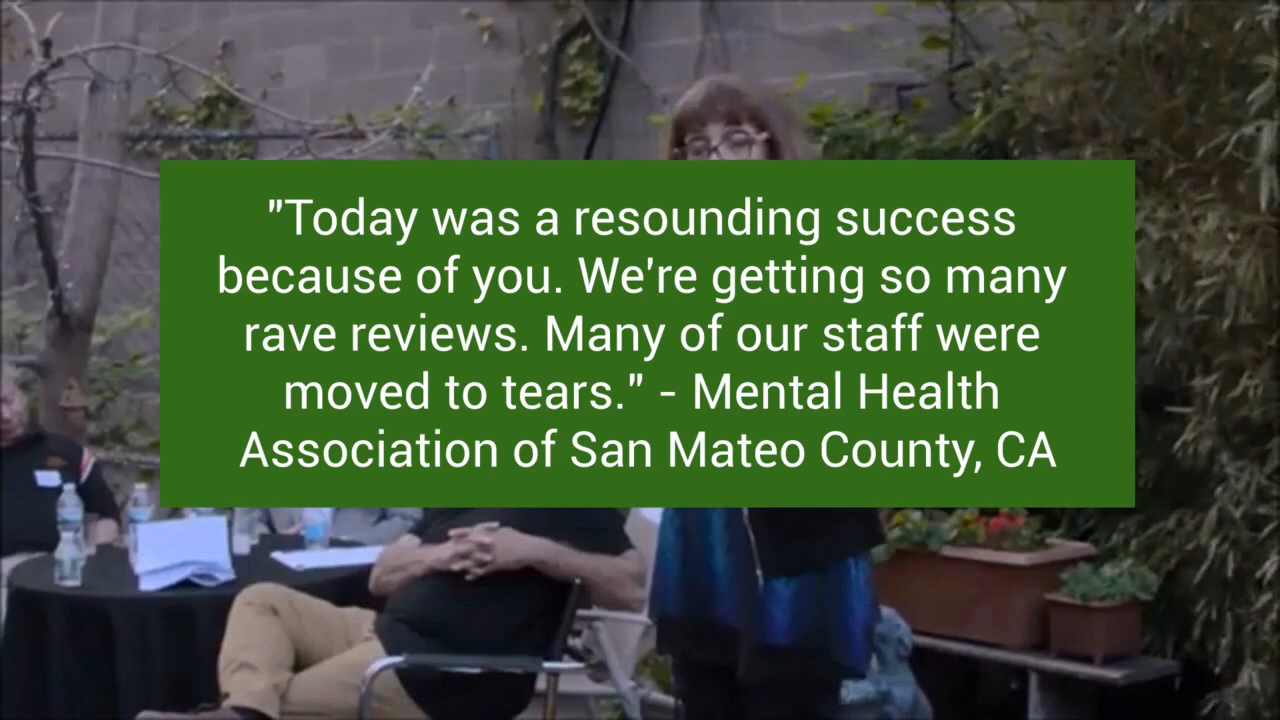 "Today was a resounding success
because of you. We're getting so many
rave reviews. Many of our staff were
moved to tears." - Mental Health
Association of San Mateo County, CA